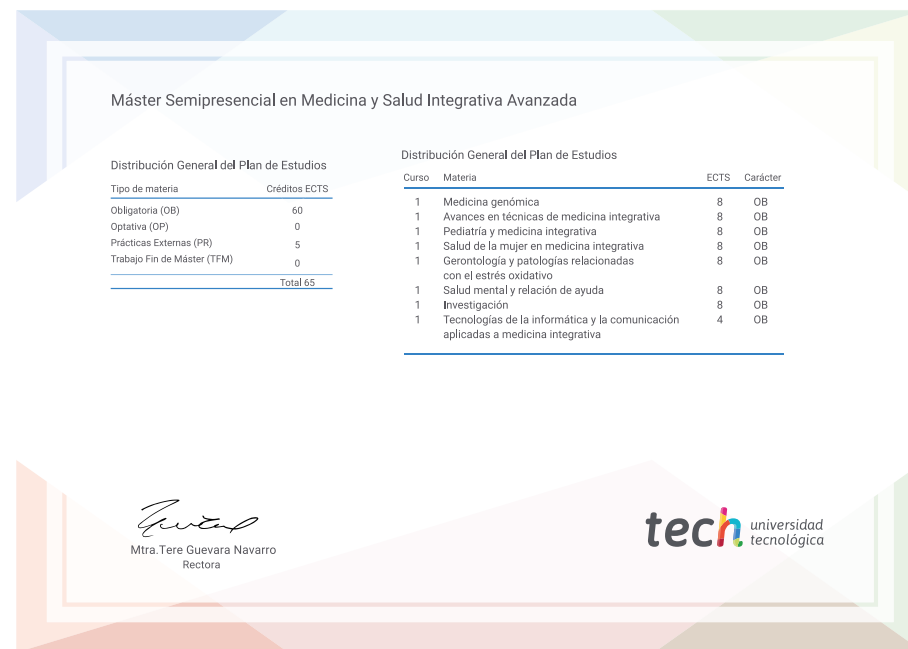 Máster Semipresencial en Medicina y Salud Integrativa Avanzada
Distribución General del Plan de Estudios
Tipo de materia Créditos ECTS
Obligatoria (OB) 60
Optativa (OP) 0
Prácticas Externas (PR) 5
Trabajo Fin de Máster (TFM) 0
Total 65
Distribución General del Plan de Estudios
Curso Materia ECTS Carácter
1 Medicina genómica 8 OB
1 Avances en técnicas de medicina integrativa 8 OB
1 Pediatría y medicina integrativa 8 OB
1 Salud de la mujer en medicina integrativa 8 OB
1 Gerontología y patologías relacionadas 8 OB
con el estrés oxidativo
1 Salud mental y relación de ayuda 8 OB
1 Investigación 8 OB
1 Tecnologías de la informática y la comunicación 4 OB
aplicadas a medicina integrativa
Mtra.Tere Guevara Navarro
Rectora
tech universidad
tecnológica